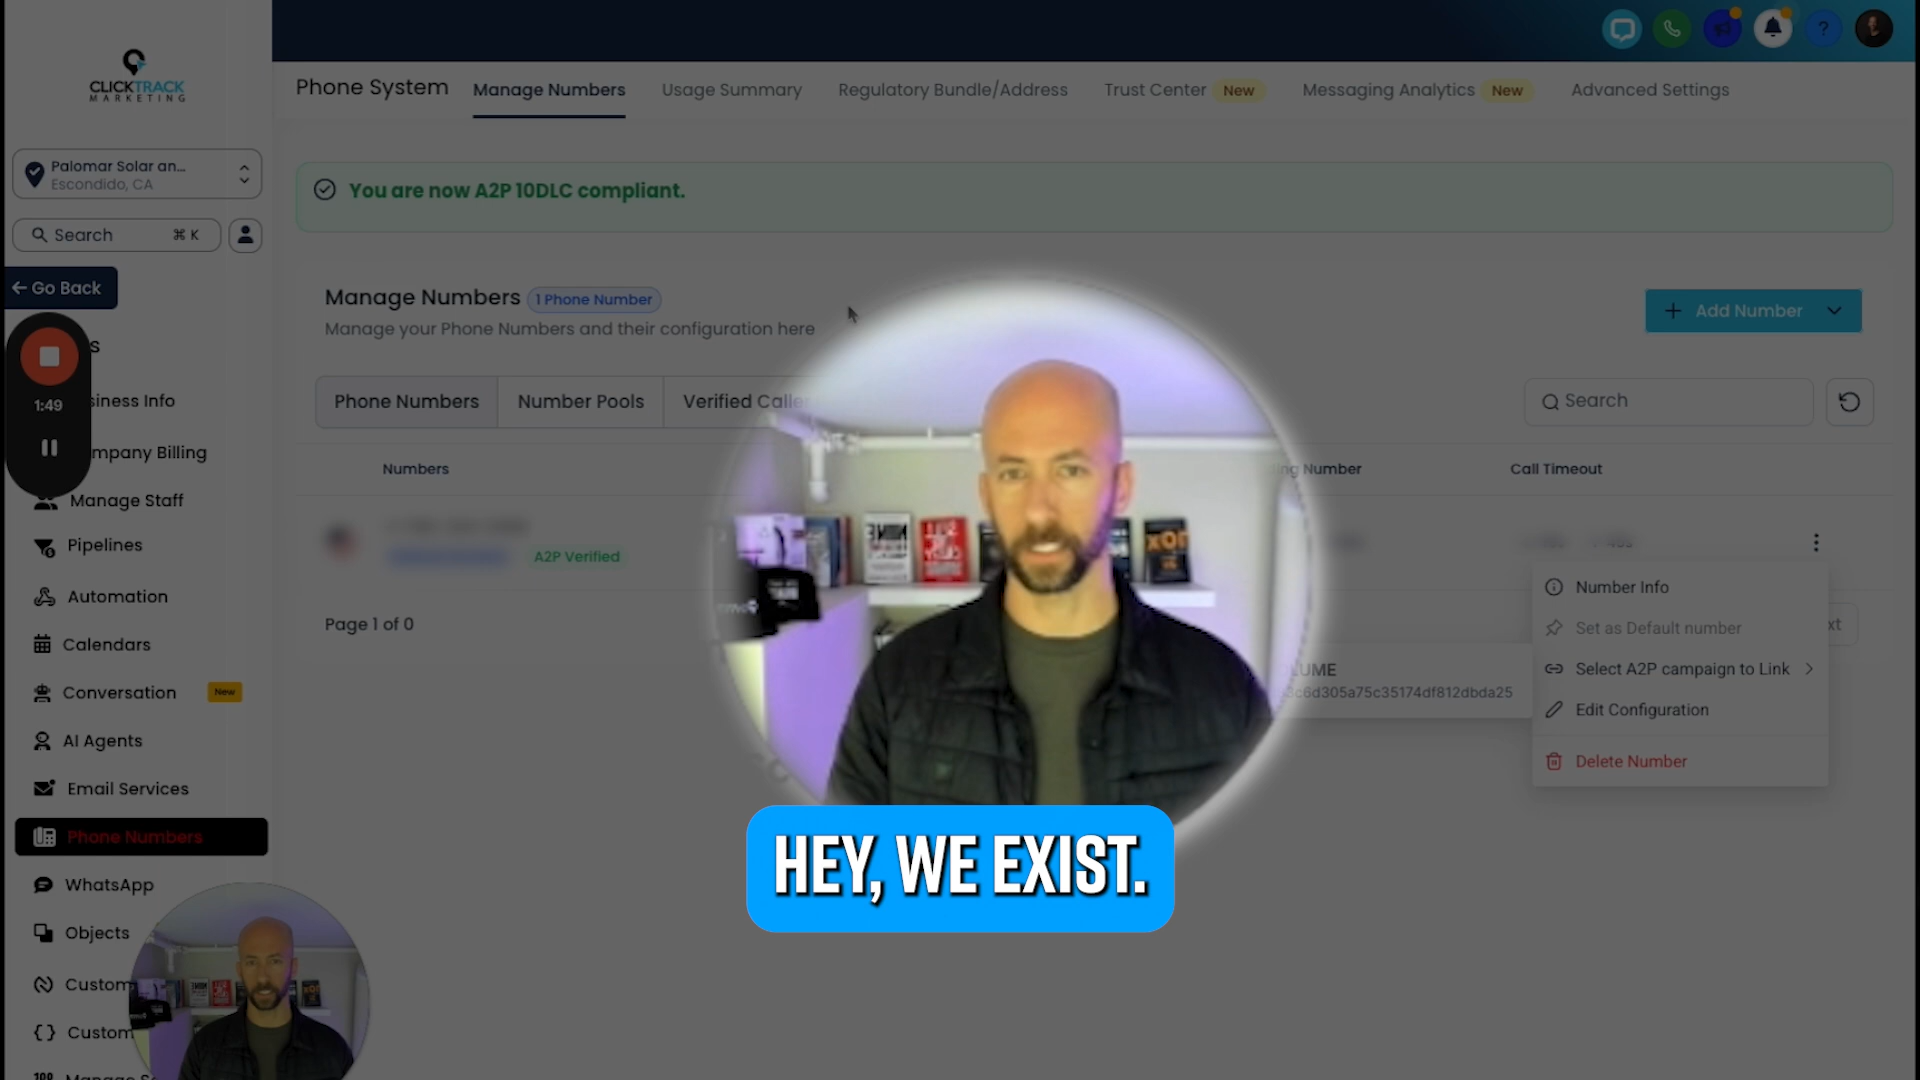 CLICKTRACK
MARKETING
Palomar Solar an...
Escondido, CA
Search ⌘ K
Go Back
1:49
siness Info
mpany Billing
Manage Staff
Pipelines
Automation
Calendars
Conversation New
AI Agents
Email Services
Phone Numbers
WhatsApp
Objects
Custom
Custom
Phone System
Manage Numbers
Usage Summary
Regulatory Bundle/Address
Trust Center New
Messaging Analytics New
Advanced Settings
You are now A2P 10DLC compliant.
Manage Numbers 1 Phone Number
Manage your Phone Numbers and their configuration here
+ Add Number
Phone Numbers
Number Pools
Verified Calle
Search
Numbers
ng Number
Call Timeout
A2P Verified
Page 1 of 0
xt
Number Info
Set as Default number
Select A2P campaign to Link
Edit Configuration
Delete Number
LUME
3c6d305a75c35174df812dbda25
HEY, WE EXIST.